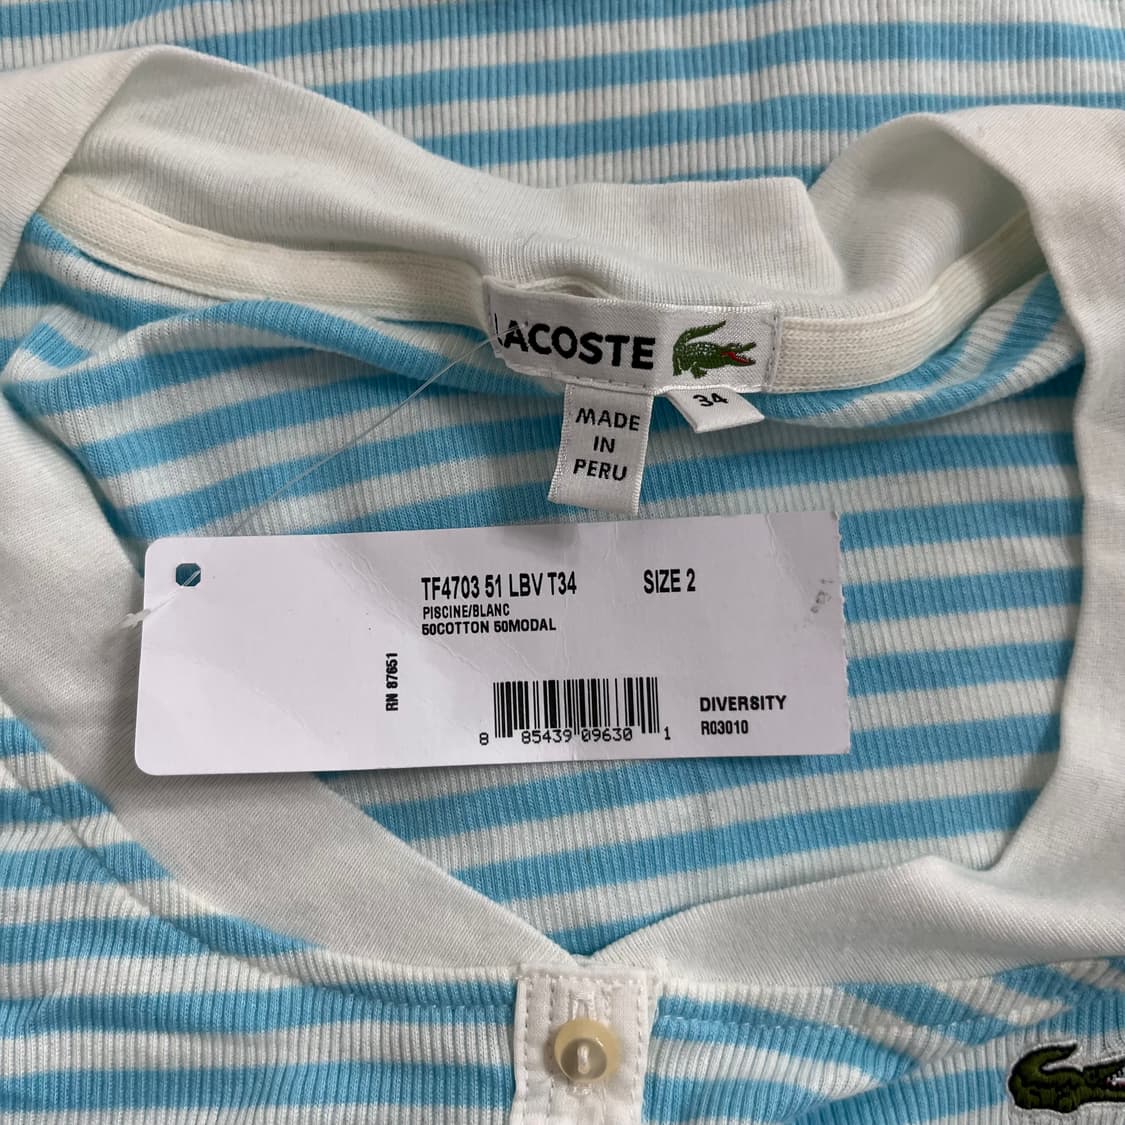 LACOSTE
34
MADE
IN
PERU
TF4703 51 LBV T34 SIZE 2
PISCINE/BLANC
50COTTON 50MODAL
RN 87651
DIVERSITY
R03010
8 85439 09630 1